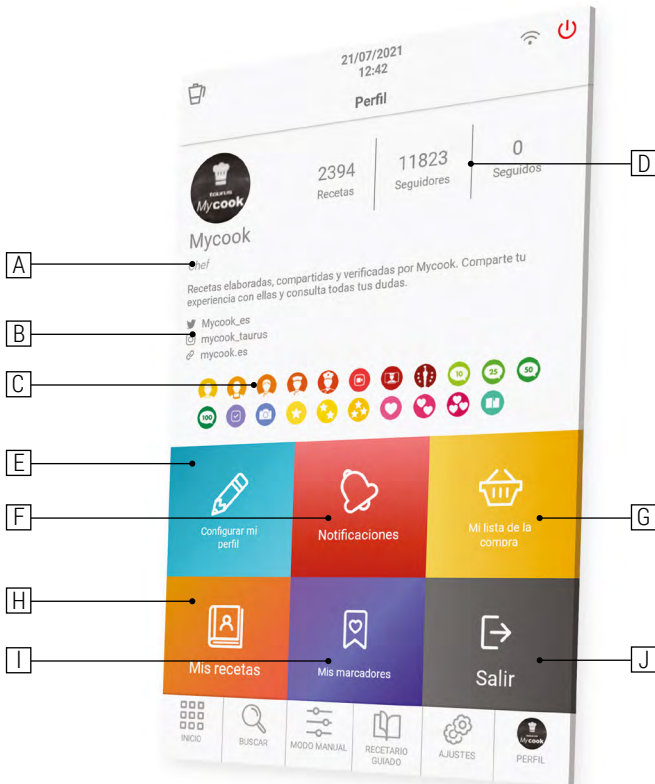 21/07/2021
12:42
Perfil
TAURUS
Mycook
2394
Recetas
11823
Seguidores
0
Seguidos
D
Mycook
A
Chef
Recetas elaboradas, compartidas y verificadas por Mycook. Comparte tu
experiencia con ellas y consulta todas tus dudas.
B
Mycook_es
mycook_taurus
mycook.es
C
10
25
50
100
E
Configurar mi
perfil
F
Notificaciones
G
Mi lista de la
compra
H
Mis recetas
I
Mis marcadores
J
Salir
INICIO
BUSCAR
MODO MANUAL
RECETARIO
GUIADO
AJUSTES
Mycook
PERFIL